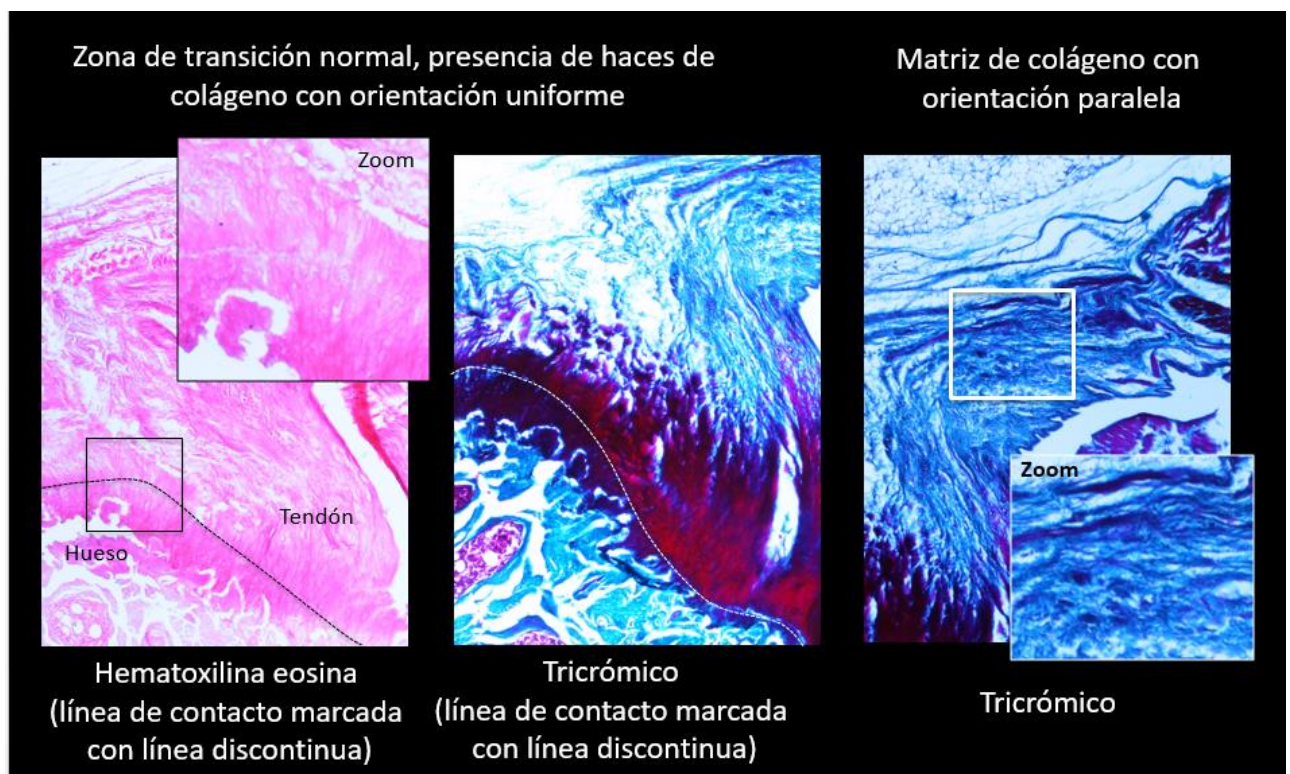 Zona de transición normal, presencia de haces de
colágeno con orientación uniforme
Matriz de colágeno con
orientación paralela
Zoom
Tendón
Hueso
Zoom
Hematoxilina eosina
(línea de contacto marcada
con línea discontinua)
Tricrómico
(línea de contacto marcada
con línea discontinua)
Tricrómico